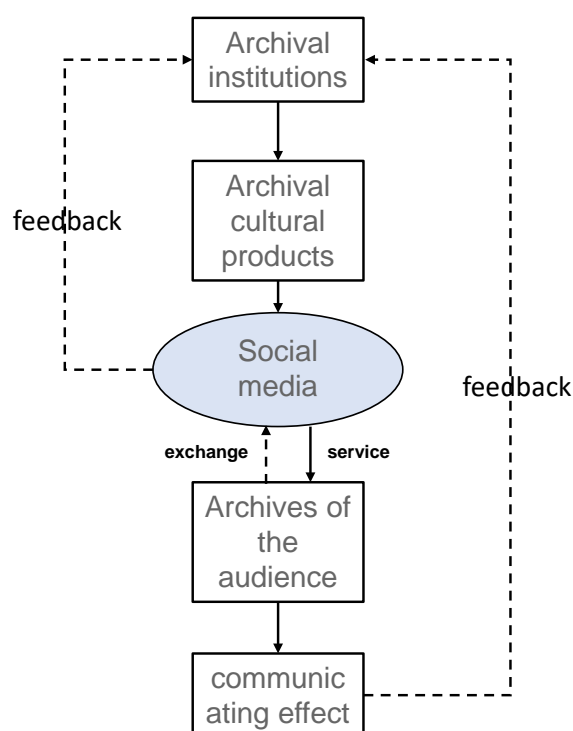 Archival
institutions
Archival
cultural
products
feedback
Social
media
feedback
exchange
service
Archives of
the
audience
communic
ating effect